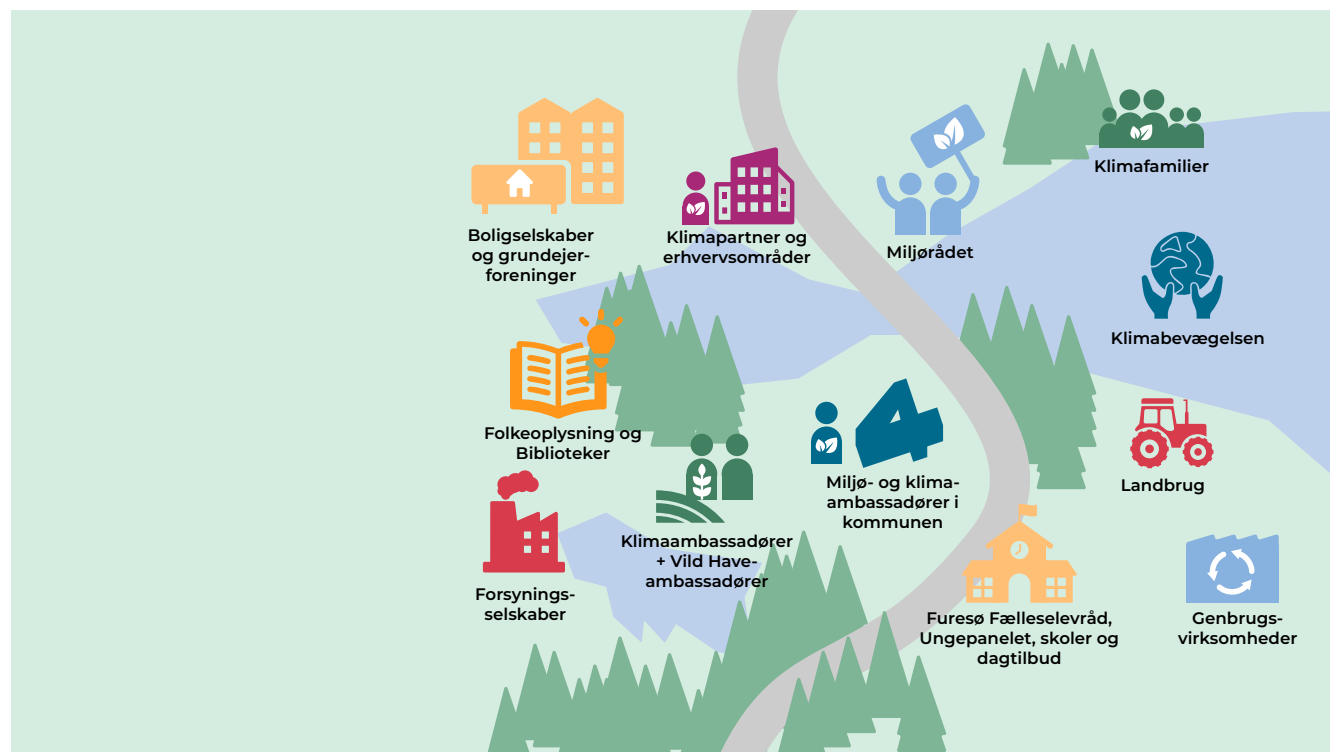 Klimafamilier
Boligselskaber
og grundejer-
foreninger
Klimapartner og
erhvervsområder
Miljørådet
Klimabevægelsen
Folkeoplysning og
Biblioteker
Miljø- og klima-
ambassadører i
kommunen
Landbrug
Klimaambassadører
+ Vild Have-
ambassadører
Forsynings-
selskaber
Furesø Fælleselevråd,
Ungepanelet, skoler og
dagtilbud
Genbrugs-
virksomheder